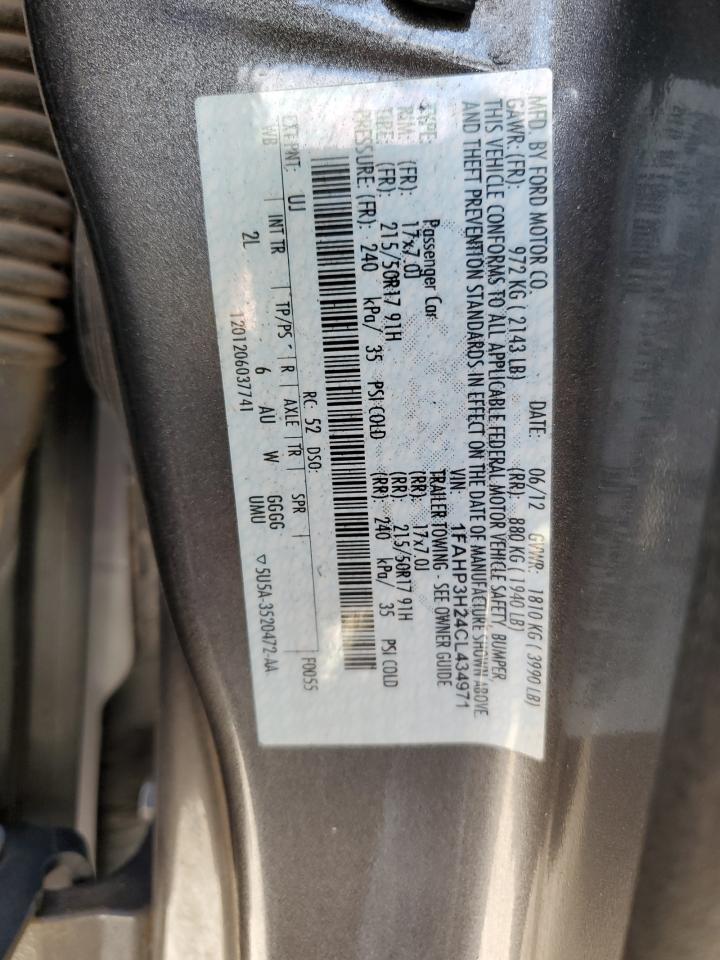 MFD. BY FORD MOTOR CO. DATE: 06/12 GVWR: 1810 KG ( 3990 LB)
GAWR: (FR): 972 KG ( 2143 LB) (RR): 880 KG ( 1940 LB)
THIS VEHICLE CONFORMS TO ALL APPLICABLE FEDERAL MOTOR VEHICLE SAFETY, BUMPER,
AND THEFT PREVENTION STANDARDS IN EFFECT ON THE DATE OF MANUFACTURE SHOWN ABOVE
VIN: 1FAHP3H24CL434971
TYPE: Passenger Car TRAILER TOWING - SEE OWNER GUIDE
RIM: (FR): 17x7.0J (RR): 17x7.0J
TIRE: (FR): 215/50R17 91H (RR): 215/50R17 91H
PRESSURE: (FR): 240 kPa/ 35 PSI COLD (RR): 240 kPa/ 35 PSI COLD
F0055
RC: 52 DSO:
EXT PNT: UJ
WB INT TR TP/PS R AXLE TR SPR
2L 6 AU W GGGG
UMU
1201206037741 ▽ 5U5A-3520472-AA